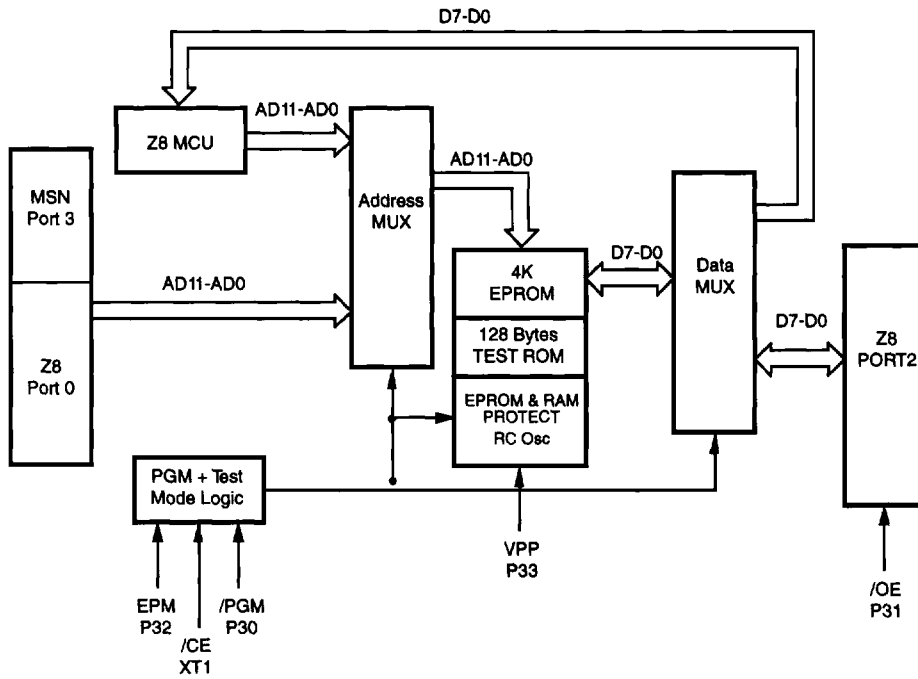 D7-D0
Z8 MCU
AD11-AD0
Address
MUX
AD11-AD0
MSN
Port 3
Z8
Port 0
AD11-AD0
4K
EPROM
128 Bytes
TEST ROM
EPROM & RAM
PROTECT
RC Osc
D7-D0
Data
MUX
D7-D0
Z8
PORT2
PGM + Test
Mode Logic
EPM
P32
/CE
XT1
/PGM
P30
VPP
P33
/OE
P31